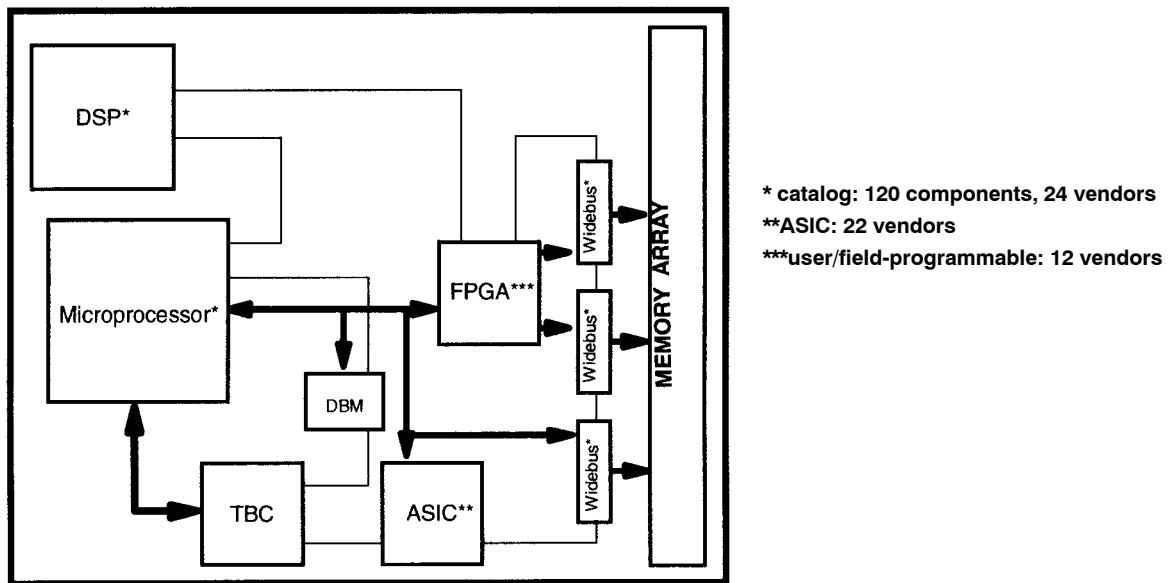 DSP*
Microprocessor*
FPGA***
Widebus*
Widebus*
Widebus*
MEMORY ARRAY
DBM
TBC
ASIC**
* catalog: 120 components, 24 vendors
**ASIC: 22 vendors
***user/field-programmable: 12 vendors